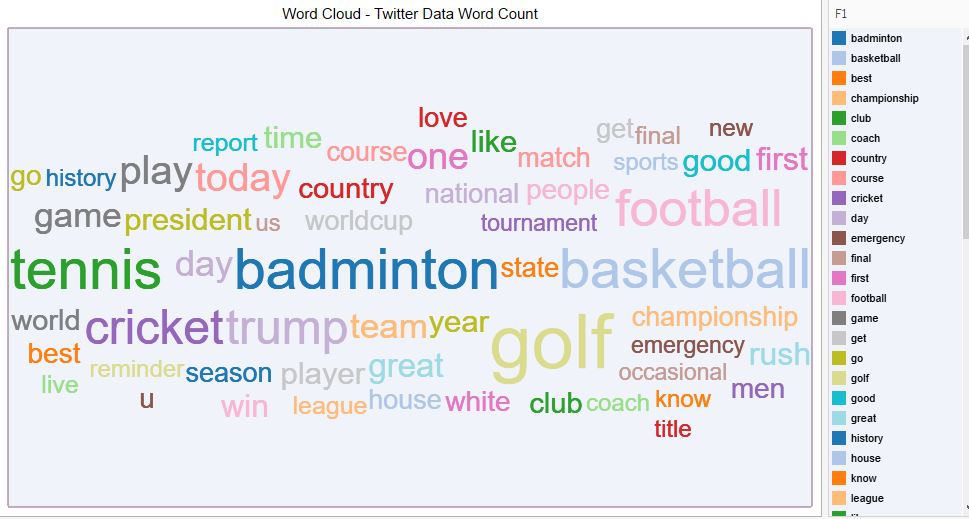 Word Cloud - Twitter Data Word Count
love
report time like get final new
course one match sports good first
go history play today country national people football
game president us worldcup tournament
tennis day badminton state basketball
world cricket trump team year golf championship
best emergency rush
live reminder season player great occasional
u win league house white club coach know men
title
F1
badminton
basketball
best
championship
club
coach
country
course
cricket
day
emergency
final
first
football
game
get
go
golf
good
great
history
house
know
league